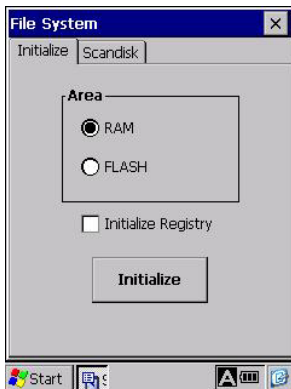 File System
Initialize Scandisk
Area
RAM
FLASH
Initialize Registry
Initialize
Start
A